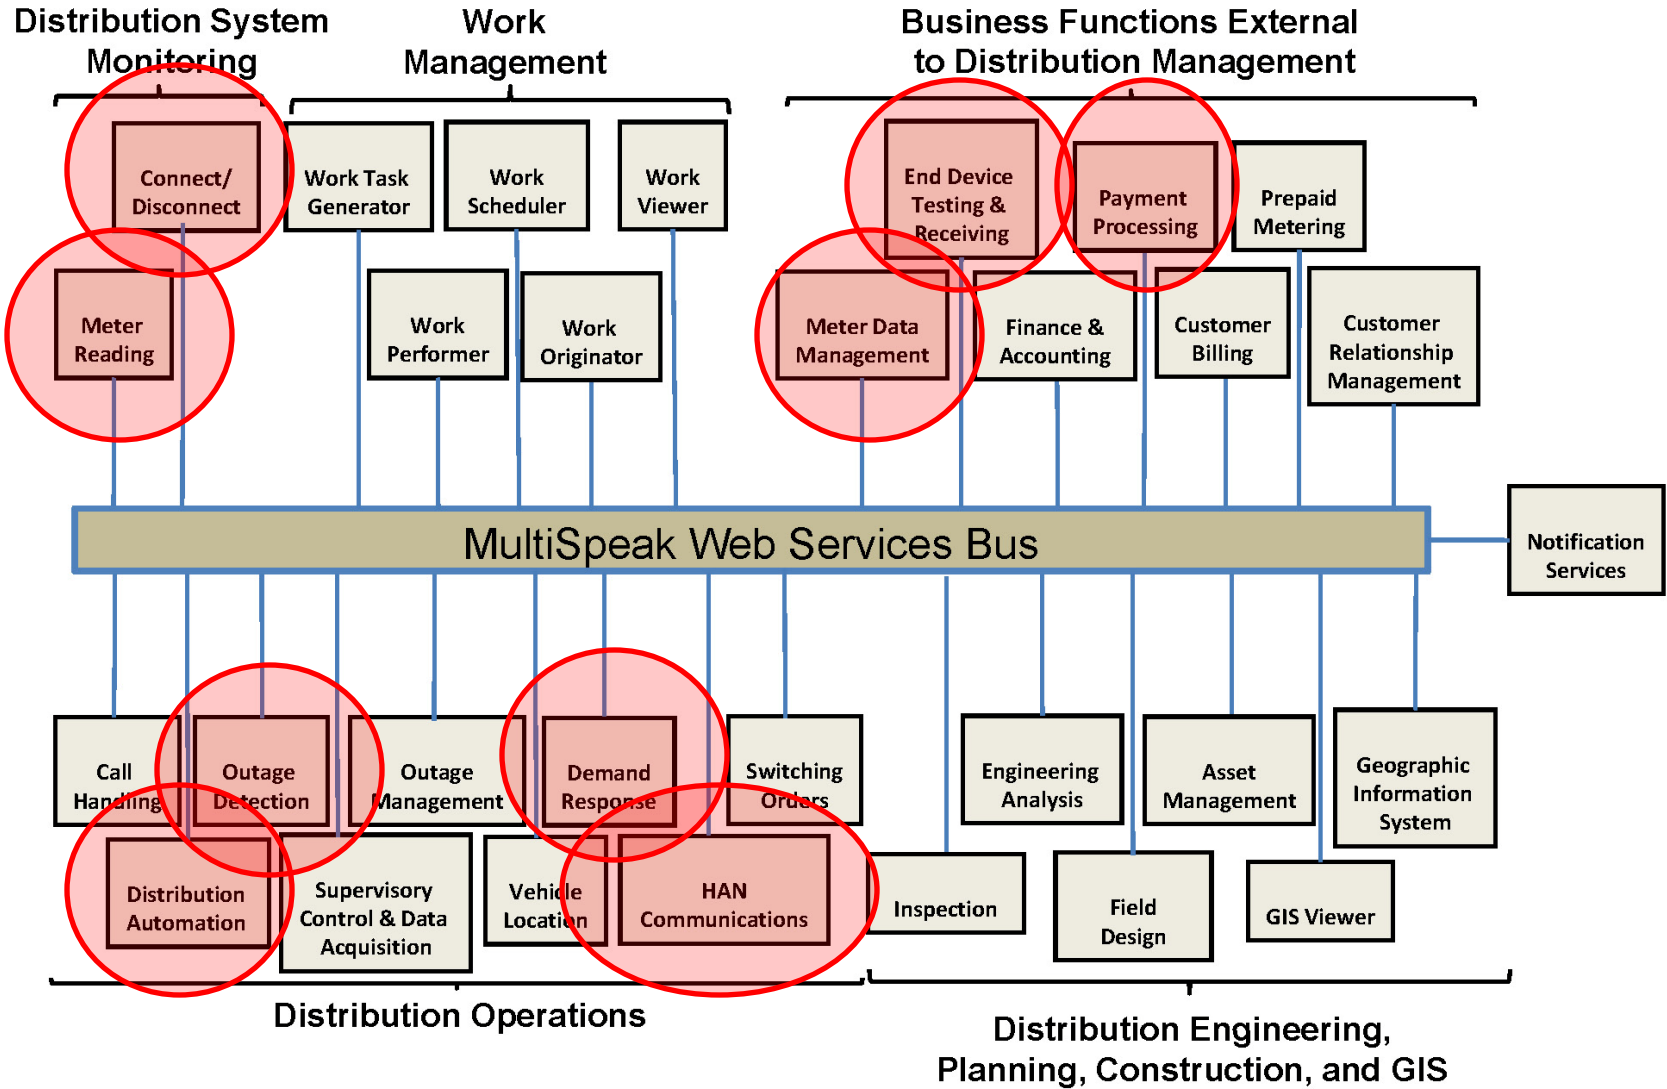 Distribution System
Monitoring
Work
Management
Business Functions External
to Distribution Management
Connect/
Disconnect
Work Task
Generator
Work
Scheduler
Work
Viewer
End Device
Testing &
Receiving
Payment
Processing
Prepaid
Metering
Meter
Reading
Work
Performer
Work
Originator
Meter Data
Management
Finance &
Accounting
Customer
Billing
Customer
Relationship
Management
MultiSpeak Web Services Bus
Notification
Services
Call
Handling
Outage
Detection
Outage
Management
Demand
Response
Switching
Orders
Engineering
Analysis
Asset
Management
Geographic
Information
System
Distribution
Automation
Supervisory
Control & Data
Acquisition
Vehicle
Location
HAN
Communications
Inspection
Field
Design
GIS Viewer
Distribution Operations
Distribution Engineering,
Planning, Construction, and GIS